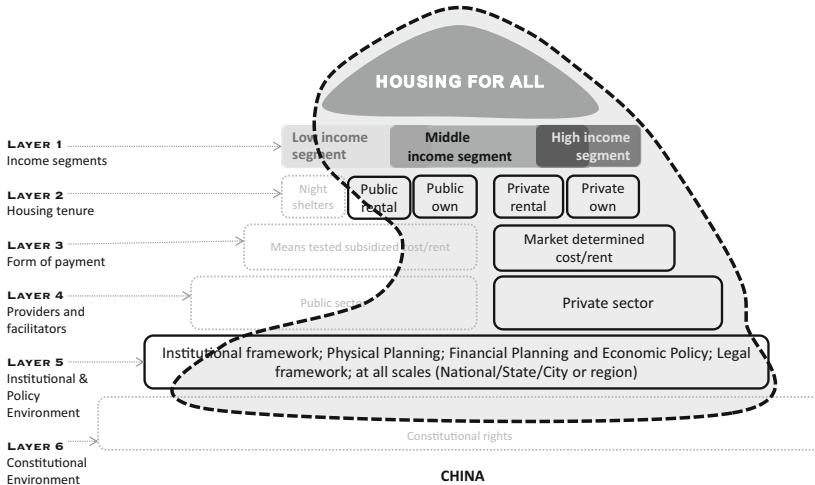 HOUSING FOR ALL
LAYER 1
Income segments
Low income
segment
Middle
income segment
High income
segment
LAYER 2
Housing tenure
Night
shelters
Public
rental
Public
own
Private
rental
Private
own
LAYER 3
Form of payment
Means tested subsidized cost/rent
Market determined
cost/rent
LAYER 4
Providers and
facilitators
Public sector
Private sector
LAYER 5
Institutional &
Policy
Environment
Institutional framework; Physical Planning; Financial Planning and Economic Policy; Legal
framework; at all scales (National/State/City or region)
LAYER 6
Constitutional
Environment
Constitutional rights
CHINA